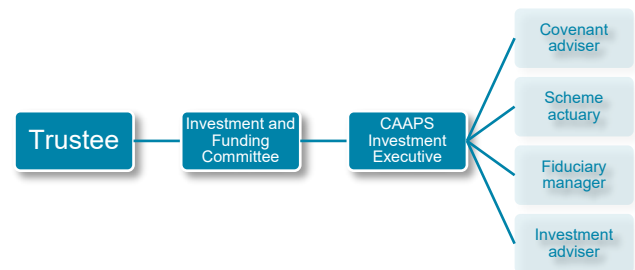 Trustee
Investment and
Funding
Committee
CAAPS
Investment
Executive
Covenant
adviser
Scheme
actuary
Fiduciary
manager
Investment
adviser